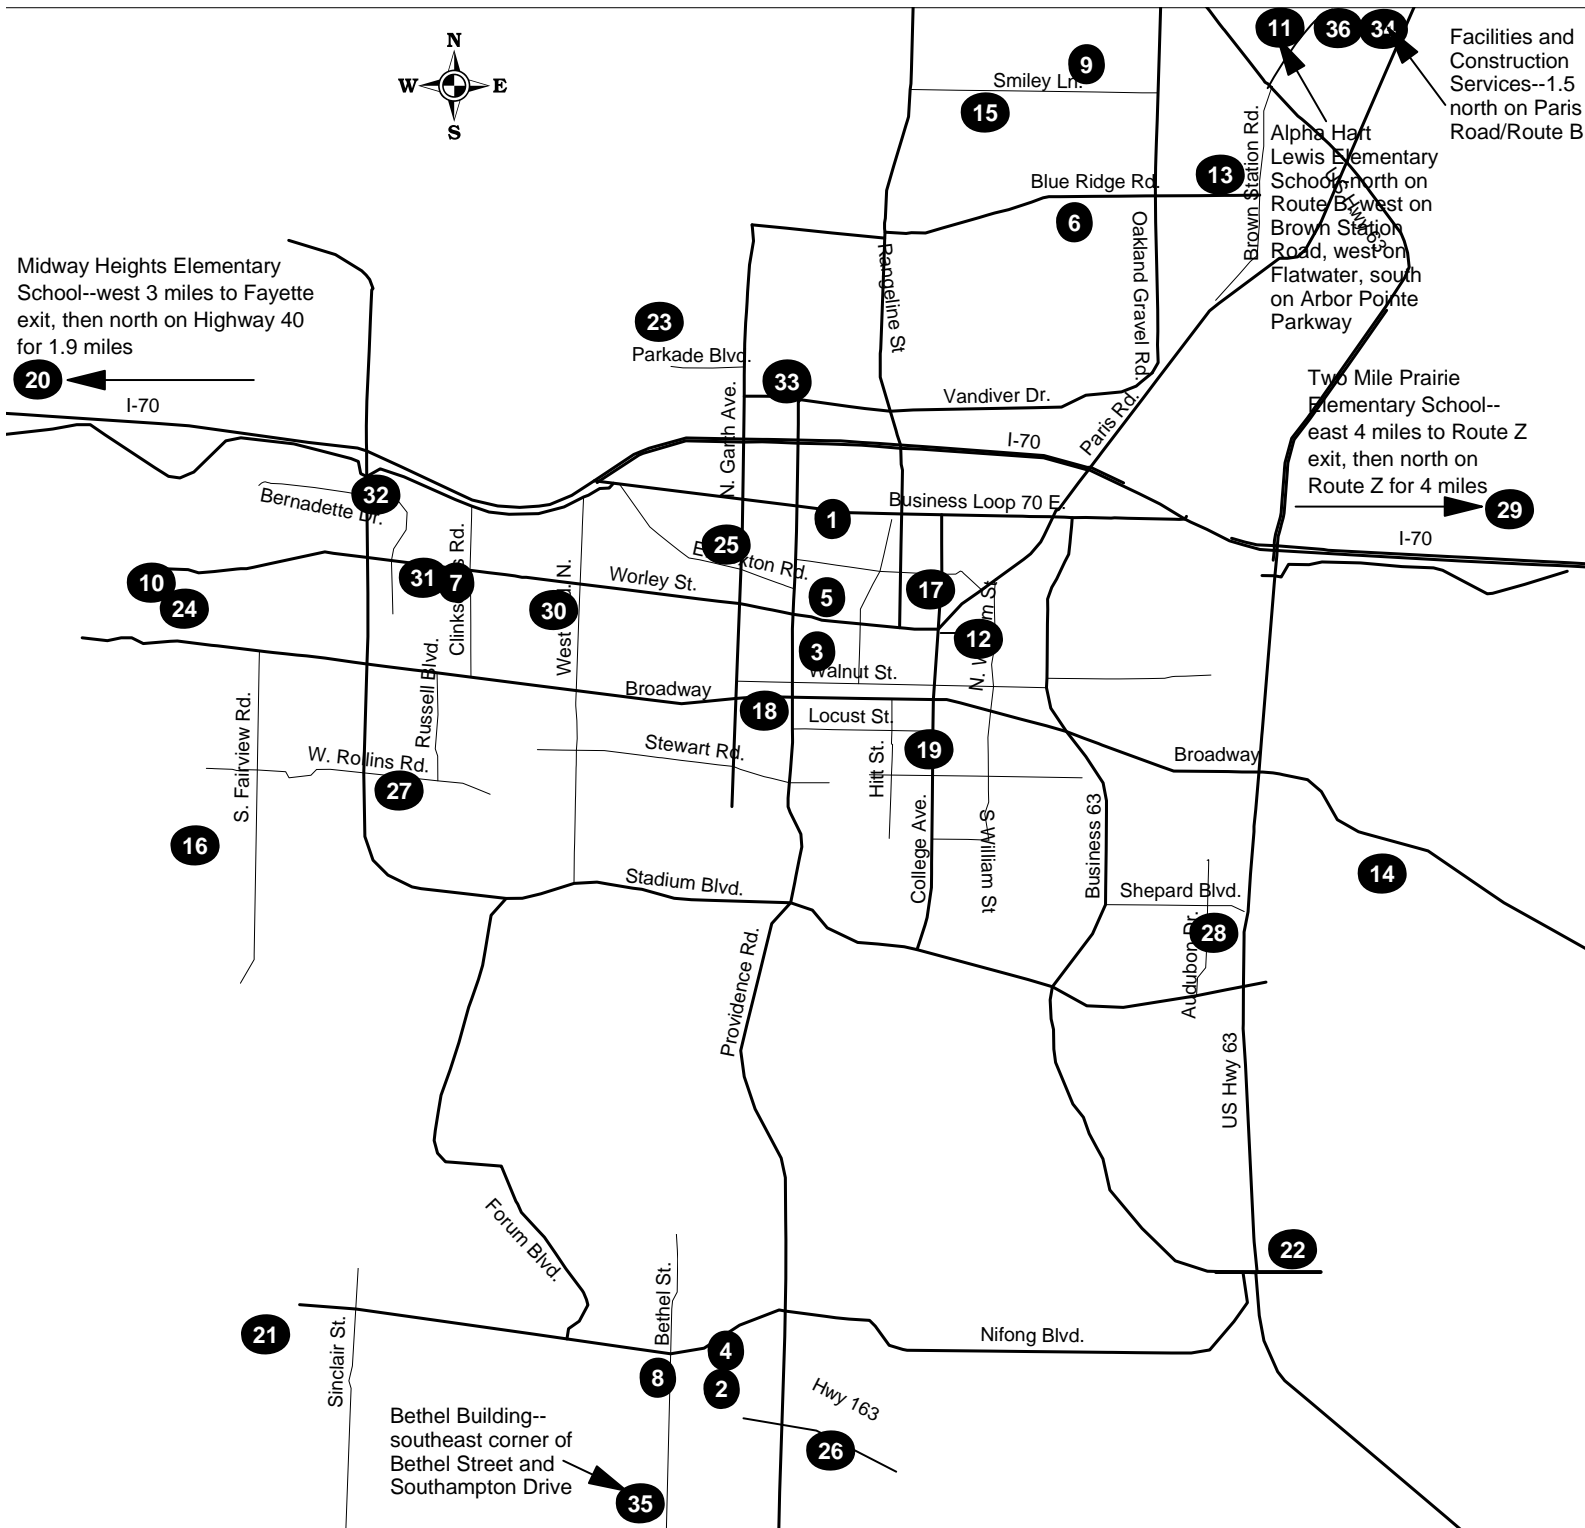 N
W E
S
11
36
34
Facilities and
Construction
Services--1.5
north on Paris
Road/Route B
9
Smiley Ln.
15
Brown Station Rd.
Alpha Hart
Lewis Elementary
School--north on
Route B, west on
Brown Station
Road, west on
Flatwater, south
on Arbor Pointe
Parkway
US Hwy 63
13
Blue Ridge Rd.
6
Oakland Gravel Rd.
Rangeline St
Midway Heights Elementary
School--west 3 miles to Fayette
exit, then north on Highway 40
for 1.9 miles
20
I-70
23
Parkade Blvd.
33
N. Garth Ave.
Vandiver Dr.
Paris Rd.
I-70
Two Mile Prairie
Elementary School--
east 4 miles to Route Z
exit, then north on
Route Z for 4 miles
29
I-70
32
Bernadette Dr.
Business Loop 70 E.
1
25
10
24
31
7
Worley St.
30
5
17
12
3
Walnut St.
Russell Blvd.
Broadway
18
Locust St.
S. Fairview Rd.
W. Rollins Rd.
27
Stewart Rd.
Hitt St.
19
Broadway
16
College Ave.
S William St
Business 63
14
Stadium Blvd.
Shepard Blvd.
28
Audubon Dr.
Providence Rd.
US Hwy 63
Forum Blvd.
22
Bethel St.
21
Sinclair St.
Nifong Blvd.
4
8
2
Hwy 163
26
Bethel Building--
southeast corner of
Bethel Street and
Southampton Drive
35